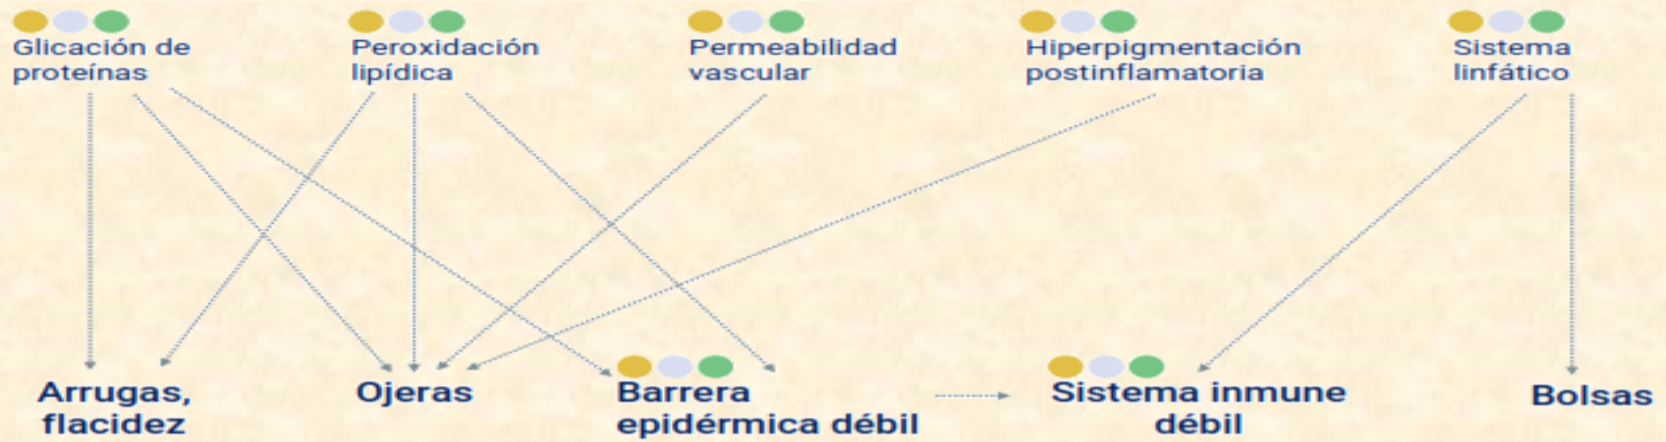 Glicación de
proteínas
Peroxidación
lipídica
Permeabilidad
vascular
Hiperpigmentación
postinflamatoria
Sistema
linfático
Arrugas,
flacidez
Ojeras
Barrera
epidérmica débil
Sistema inmune
débil
Bolsas